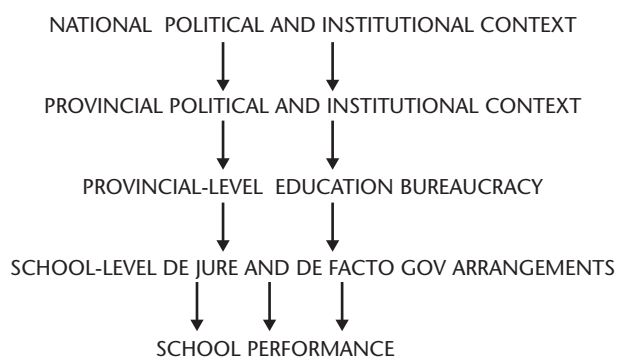 NATIONAL POLITICAL AND INSTITUTIONAL CONTEXT
PROVINCIAL POLITICAL AND INSTITUTIONAL CONTEXT
PROVINCIAL-LEVEL EDUCATION BUREAUCRACY
SCHOOL-LEVEL DE JURE AND DE FACTO GOV ARRANGEMENTS
SCHOOL PERFORMANCE